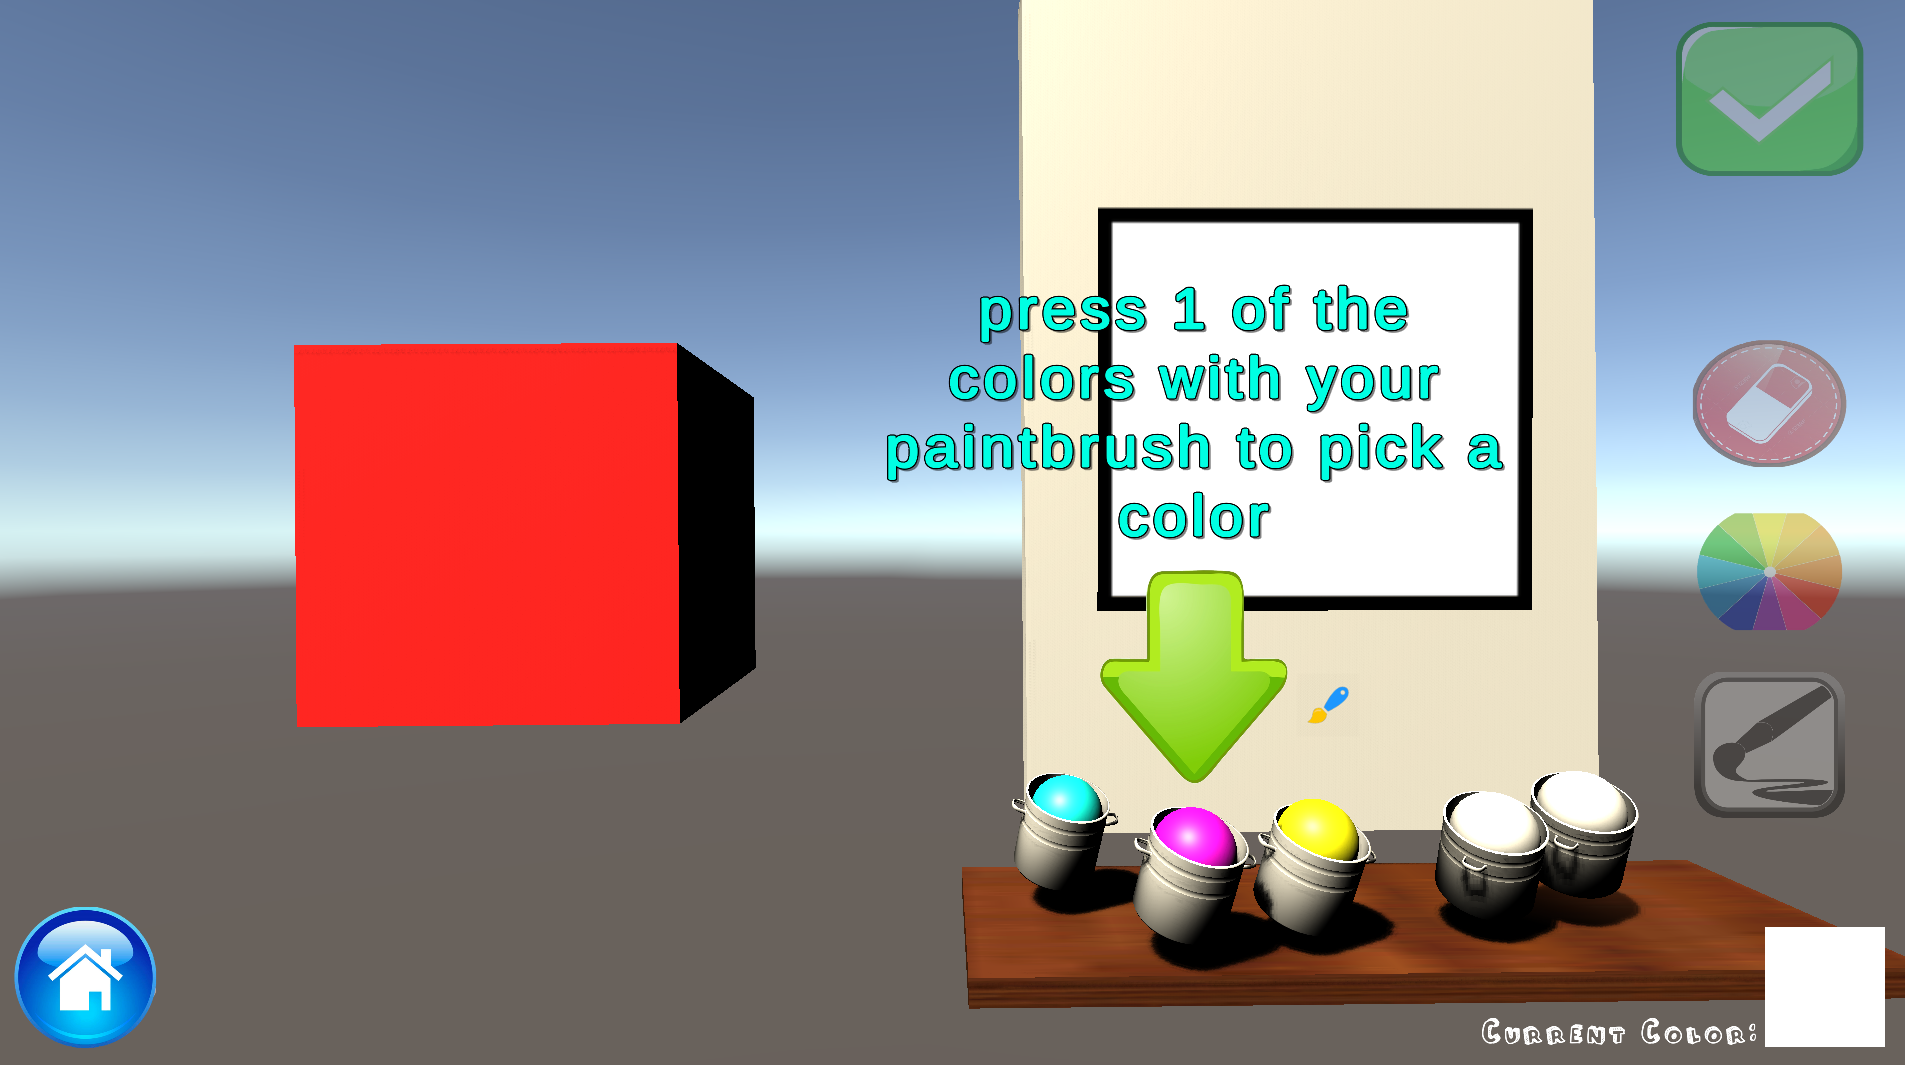 press 1 of the
colors with your
paintbrush to pick a
color
Current Color: